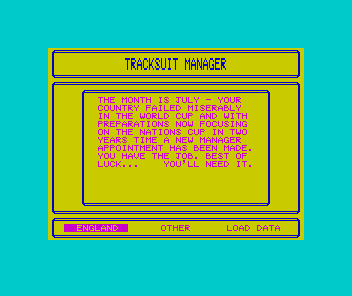 TRACKSUIT MANAGER
THE MONTH IS JULY - YOUR
COUNTRY FAILED MISERABLY
IN THE WORLD CUP AND WITH
PREPARATIONS NOW FOCUSING
ON THE NATIONS CUP IN TWO
YEARS TIME A NEW MANAGER
APPOINTMENT HAS BEEN MADE.
YOU HAVE THE JOB. BEST OF
LUCK... YOU'LL NEED IT.
ENGLAND OTHER LOAD DATA